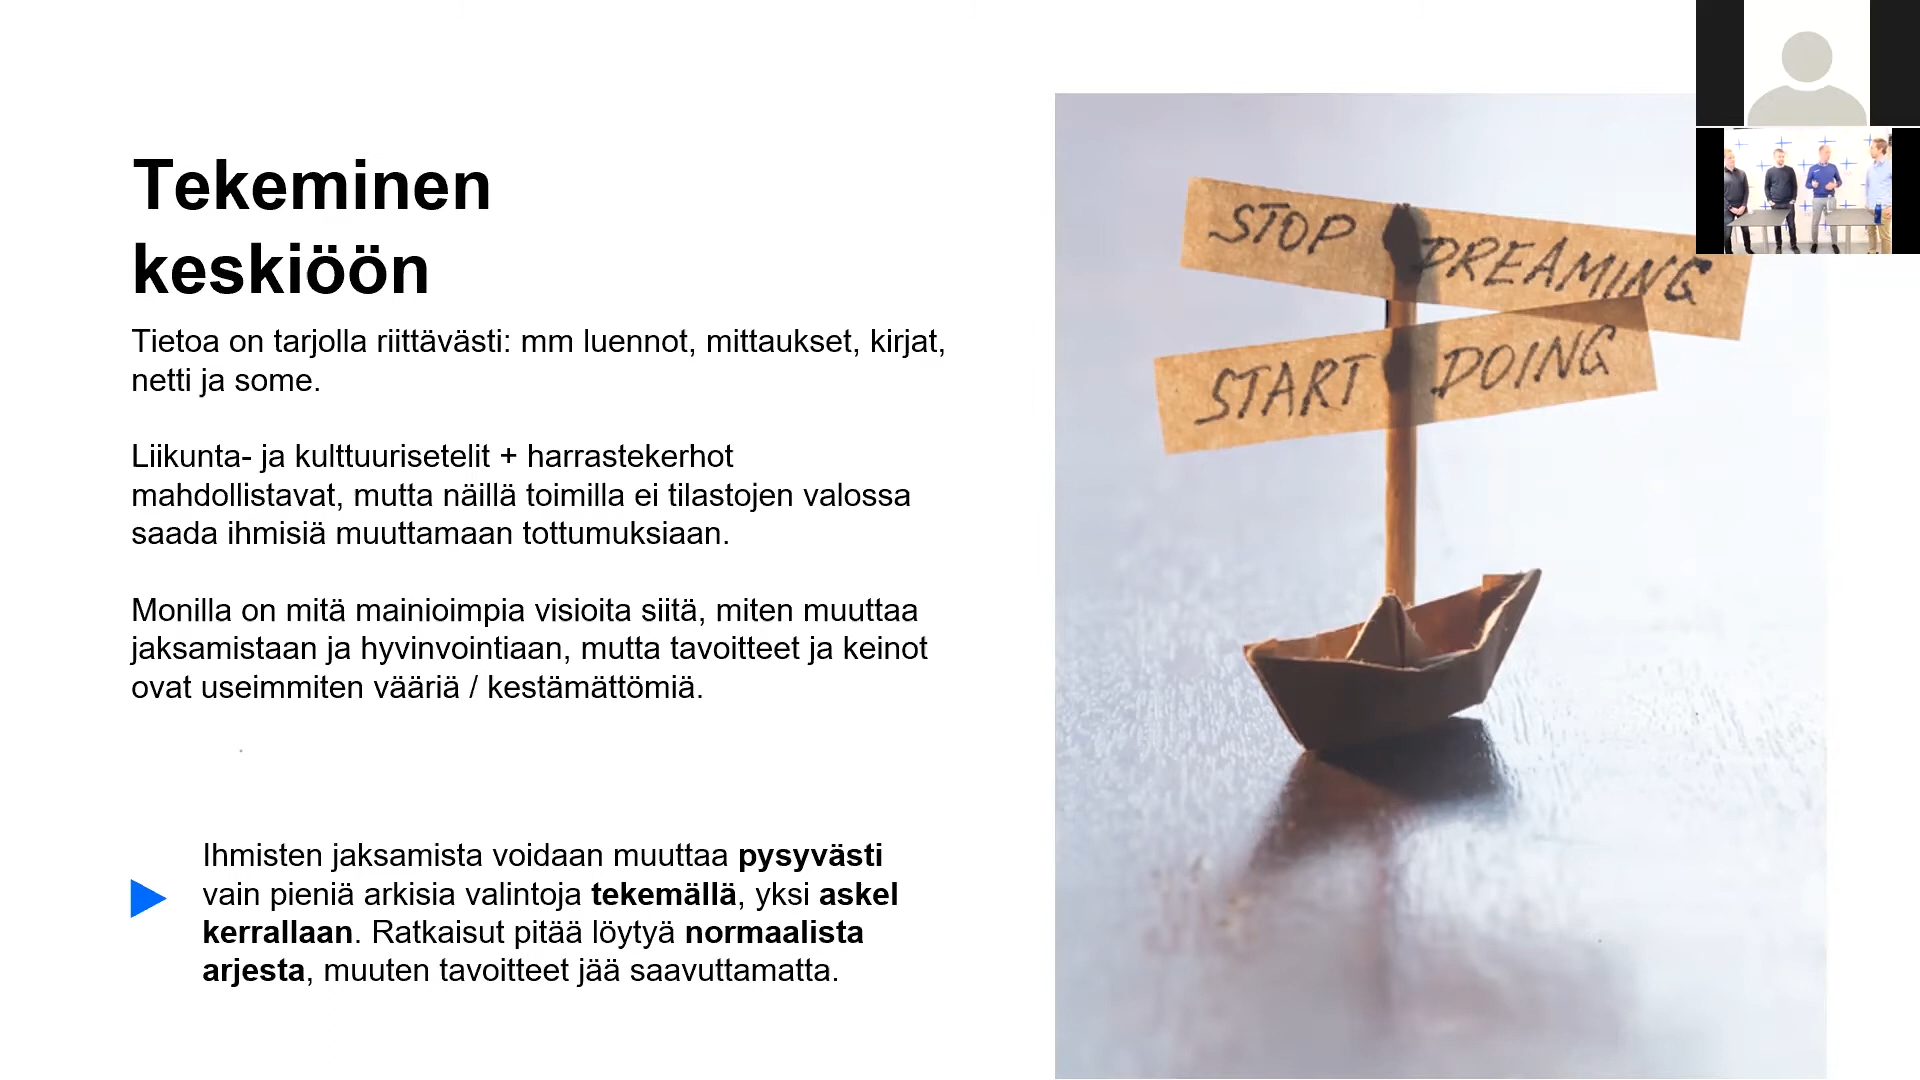 Tekeminen
keskiöön
Tietoa on tarjolla riittävästi: mm luennot, mittaukset, kirjat,
netti ja some.
Liikunta- ja kulttuurisetelit + harrastekerhot
mahdollistavat, mutta näillä toimilla ei tilastojen valossa
saada ihmisiä muuttamaan tottumuksiaan.
Monilla on mitä mainioimpia visioita siitä, miten muuttaa
jaksamistaan ja hyvinvointiaan, mutta tavoitteet ja keinot
ovat useimmiten vääriä / kestämättömiä.
Ihmisten jaksamista voidaan muuttaa pysyvästi
vain pieniä arkisia valintoja tekemällä, yksi askel
kerrallaan. Ratkaisut pitää löytyä normaalista
arjesta, muuten tavoitteet jää saavuttamatta.
STOP DREAMING
START DOING